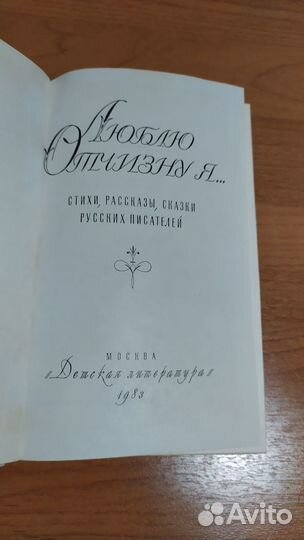 Люблю
Отчизну я...
СТИХИ, РАССКАЗЫ, СКАЗКИ
РУССКИХ ПИСАТЕЛЕЙ
МОСКВА
«Детская литература»
1983
Avito